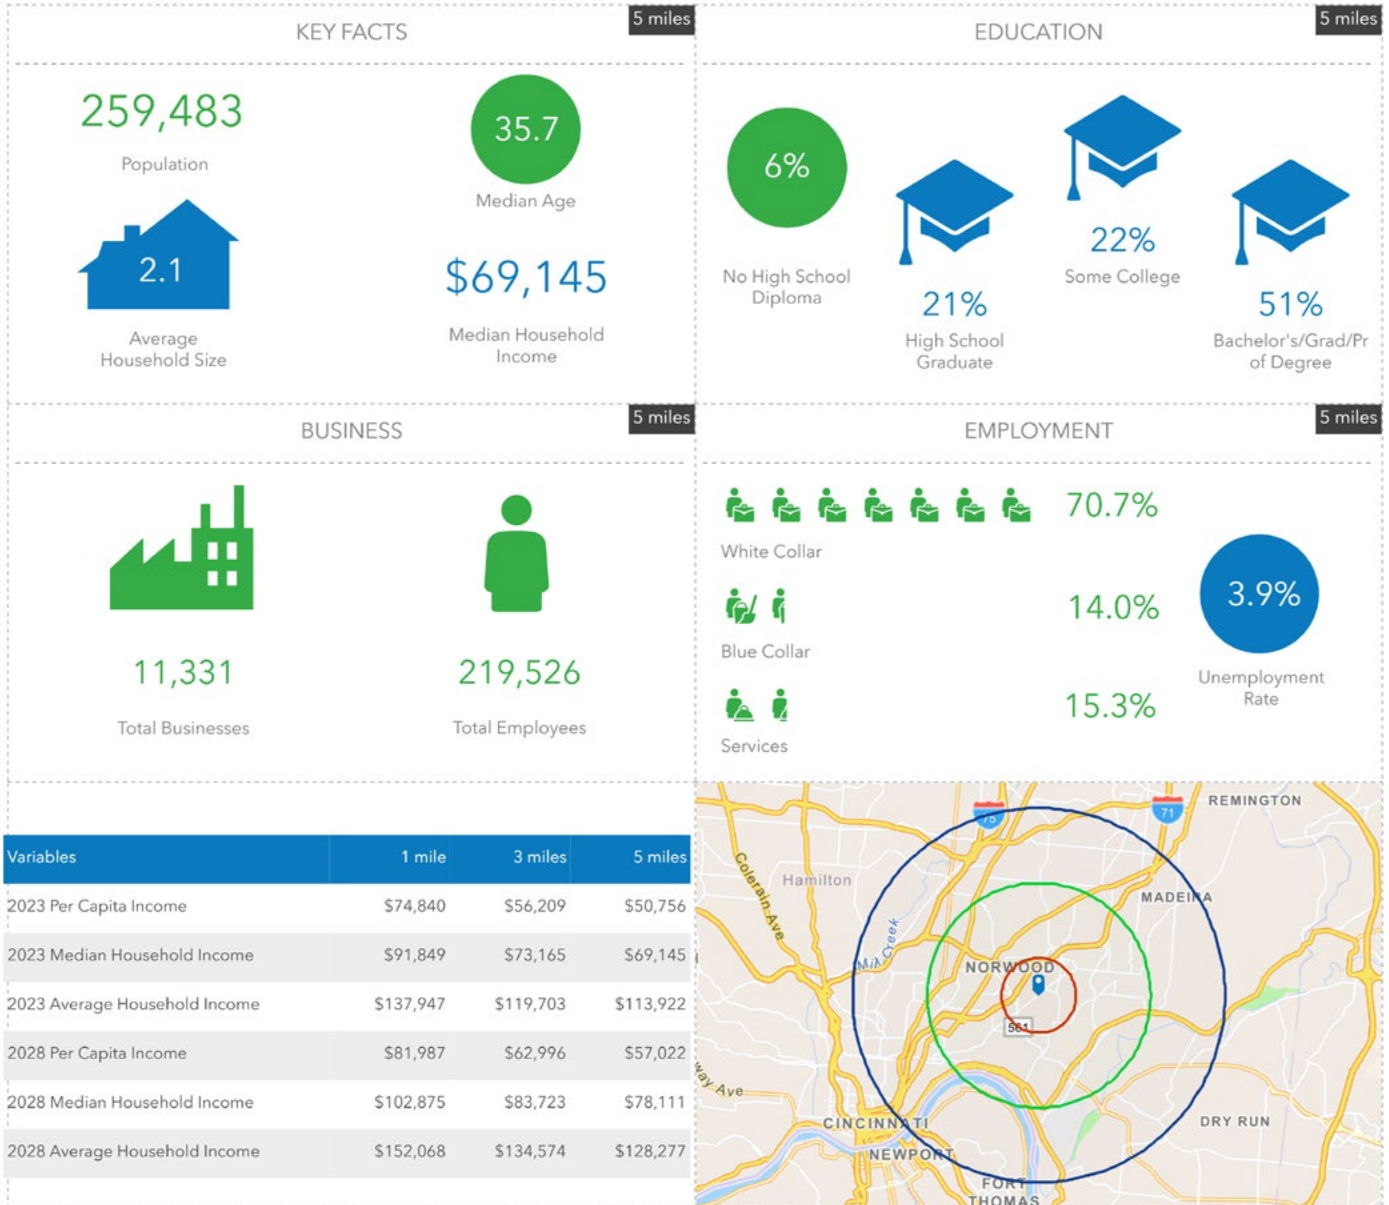 KEY FACTS
5 miles
259,483
Population
35.7
Median Age
2.1
Average
Household Size
$69,145
Median Household
Income
EDUCATION
5 miles
6%
No High School
Diploma
21%
High School
Graduate
22%
Some College
51%
Bachelor's/Grad/Pr
of Degree
BUSINESS
5 miles
11,331
Total Businesses
219,526
Total Employees
EMPLOYMENT
5 miles
70.7%
White Collar
14.0%
Blue Collar
15.3%
Services
3.9%
Unemployment
Rate
Variables 1 mile 3 miles 5 miles
2023 Per Capita Income $74,840 $56,209 $50,756
2023 Median Household Income $91,849 $73,165 $69,145
2023 Average Household Income $137,947 $119,703 $113,922
2028 Per Capita Income $81,987 $62,996 $57,022
2028 Median Household Income $102,875 $83,723 $78,111
2028 Average Household Income $152,068 $134,574 $128,277
REMINGTON
75
71
Colerain Ave
Hamilton
MADEIRA
Mill Creek
NORWOOD
561
way Ave
CINCINNATI
DRY RUN
NEWPORT
FORT
THOMAS